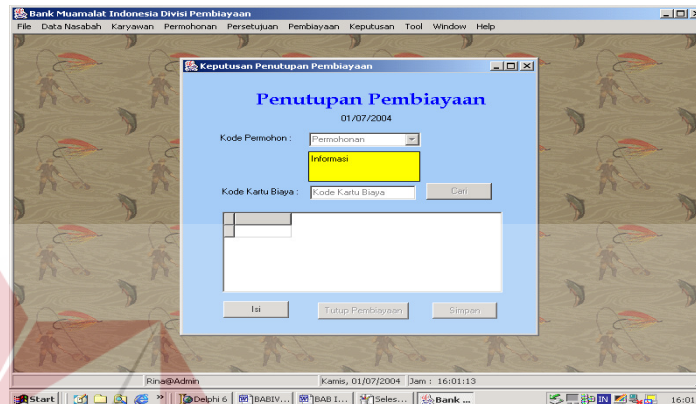 Bank Muamalat Indonesia Divisi Pembiayaan
File Data Nasabah Karyawan Permohonan Persetujuan Pembiayaan Keputusan Tool Window Help
Keputusan Penutupan Pembiayaan
Penutupan Pembiayaan
01/07/2004
Kode Permohon :
Permohonan
Informasi
Kode Kartu Biaya :
Kode Kartu Biaya
Cari
Isi
Tutup Pembiayaan
Simpan
Rina@Admin
Kamis, 01/07/2004
Jam : 16:01:13
Start
Delphi 6
BABIV...
BAB I...
Seles...
Bank ...
IN
16:01